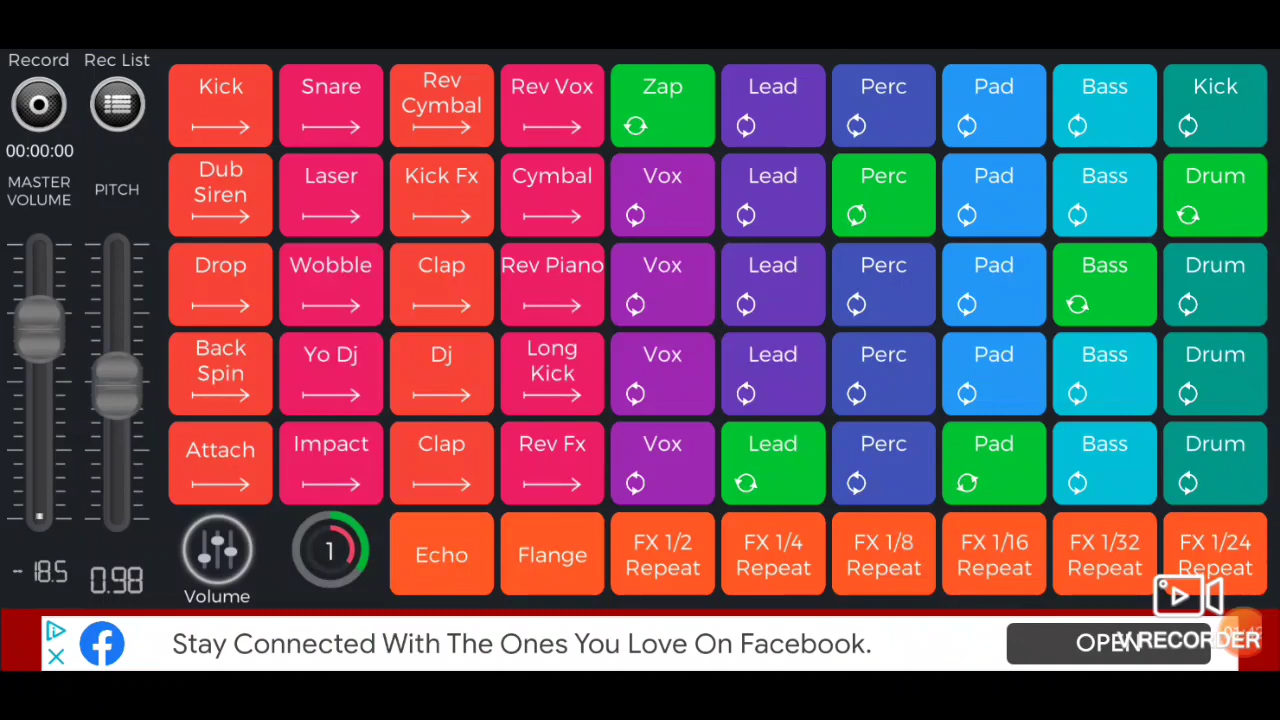 Record Rec List
00:00:00
MASTER
VOLUME
PITCH
- 18.5
0.98
Kick Snare Rev Cymbal Rev Vox Zap Lead Perc Pad Bass Kick
Dub Siren Laser Kick Fx Cymbal Vox Lead Perc Pad Bass Drum
Drop Wobble Clap Rev Piano Vox Lead Perc Pad Bass Drum
Back Spin Yo Dj Dj Long Kick Vox Lead Perc Pad Bass Drum
Attach Impact Clap Rev Fx Vox Lead Perc Pad Bass Drum
Volume
1
Echo Flange FX 1/2 Repeat FX 1/4 Repeat FX 1/8 Repeat FX 1/16 Repeat FX 1/32 Repeat FX 1/24 Repeat
Stay Connected With The Ones You Love On Facebook.
OPEN
V RECORDER